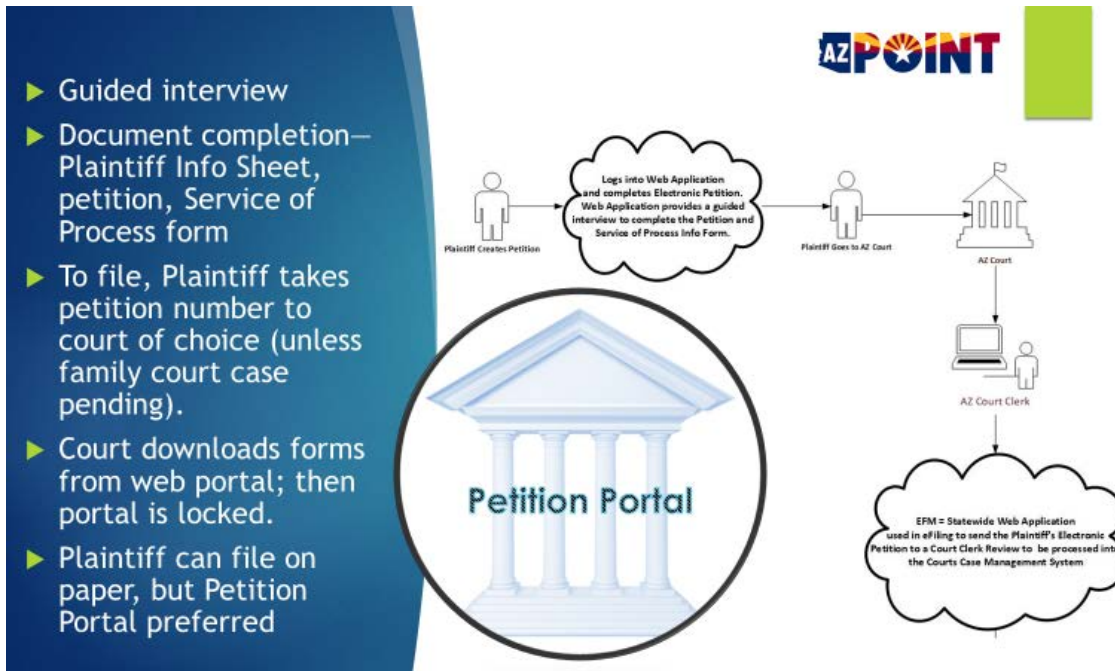 Guided interview
Document completion—
Plaintiff Info Sheet,
petition, Service of
Process form
To file, Plaintiff takes
petition number to
court of choice (unless
family court case
pending).
Court downloads forms
from web portal; then
portal is locked.
Plaintiff can file on
paper, but Petition
Portal preferred
AZPOINT
Logs into Web Application
and completes Electronic Petition.
Web Application provides a guided
interview to complete the Petition and
Service of Process Info Form.
Plaintiff Creates Petition
Plaintiff Goes to AZ Court
AZ Court
AZ Court Clerk
Petition Portal
EFM = Statewide Web Application
used in eFiling to send the Plaintiff's Electronic
Petition to a Court Clerk Review to be processed int
the Courts Case Management System